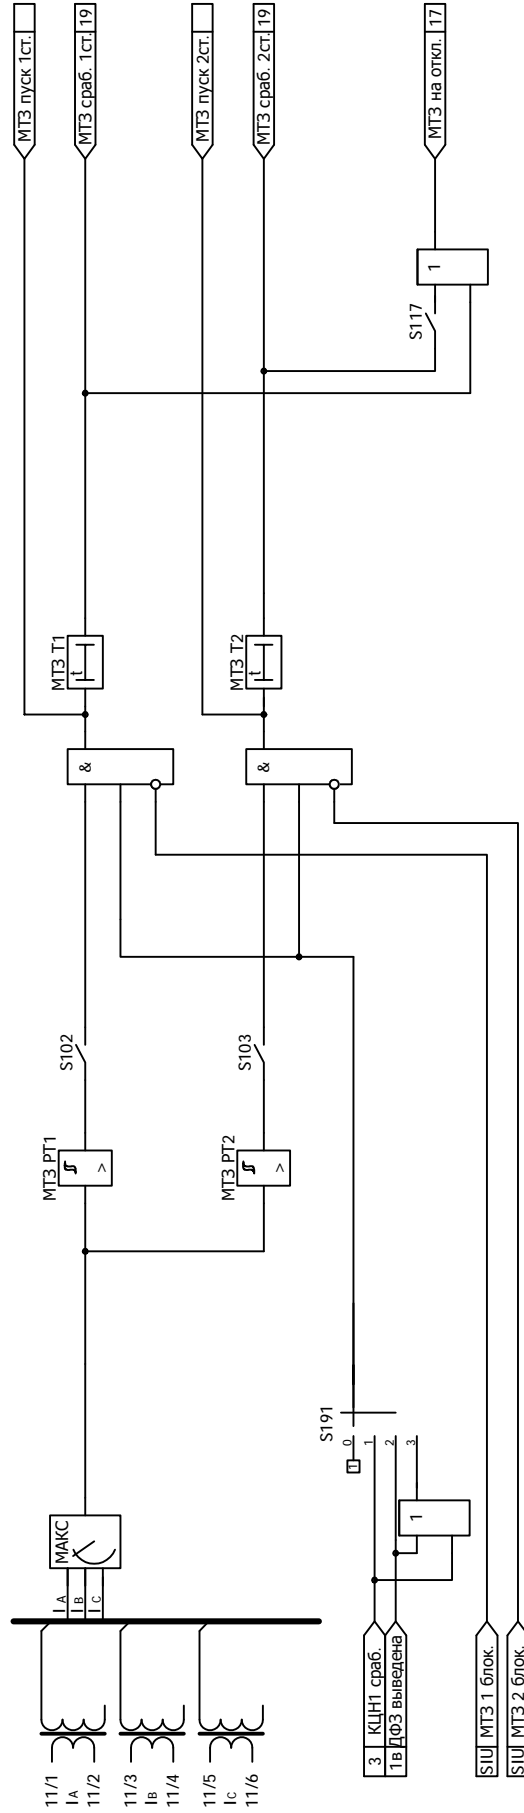 МТЗ пуск 1ст.
МТЗ сраб. 1ст. 19
МТЗ пуск 2ст.
МТЗ сраб. 2ст. 19
МТЗ на откл. 17
1
S117
МТЗ Т1
t
МТЗ Т2
t
&
&
S102
S103
МТЗ РТ1
>
МТЗ РТ2
>
S191
0
1
2
3
1
1
МАКС
IA
IB
IC
3 КЦН1 сраб.
1в ДФЗ выведена
SIU МТЗ 1 блок.
SIU МТЗ 2 блок.
11/1
IA
11/2
11/3
IB
11/4
11/5
IC
11/6